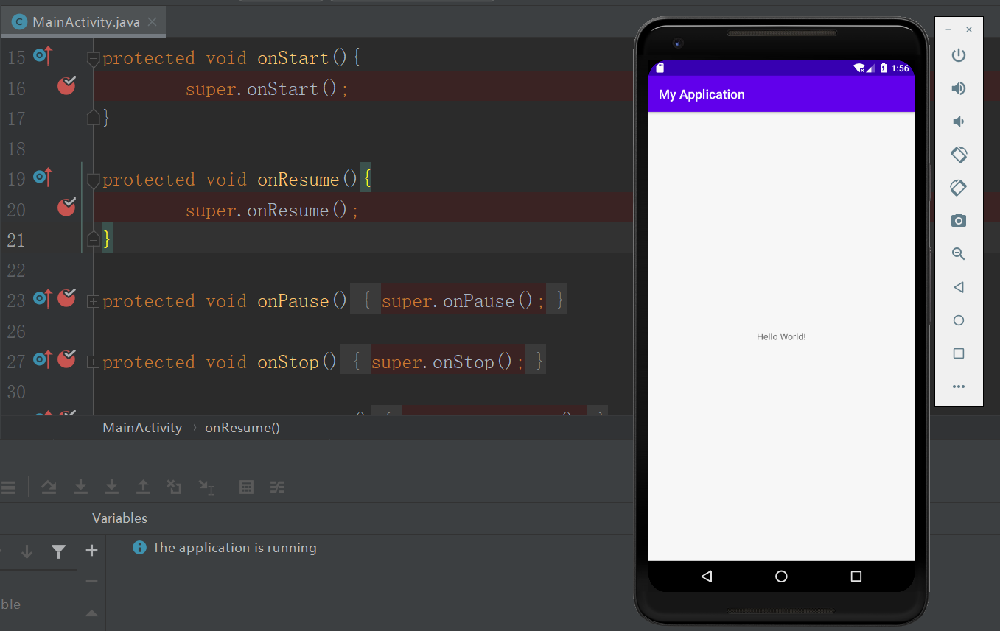 MainActivity.java
15 protected void onStart(){
16 super.onStart();
17 }
18
19 protected void onResume(){
20 super.onResume();
21 }
22
23 protected void onPause() { super.onPause(); }
26
27 protected void onStop() { super.onStop(); }
30
MainActivity › onResume()
Variables
The application is running
ble
1:56
My Application
Hello World!